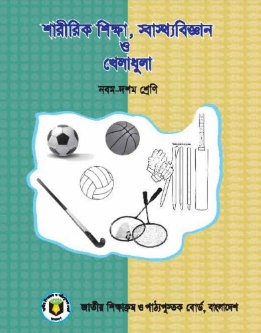 শারীরিক শিক্ষা, স্বাস্থ্যবিজ্ঞান
ও
খেলাধুলা
নবম-দশম শ্রেণি
জাতীয় শিক্ষাক্রম ও পাঠ্যপুস্তক বোর্ড, বাংলাদেশ